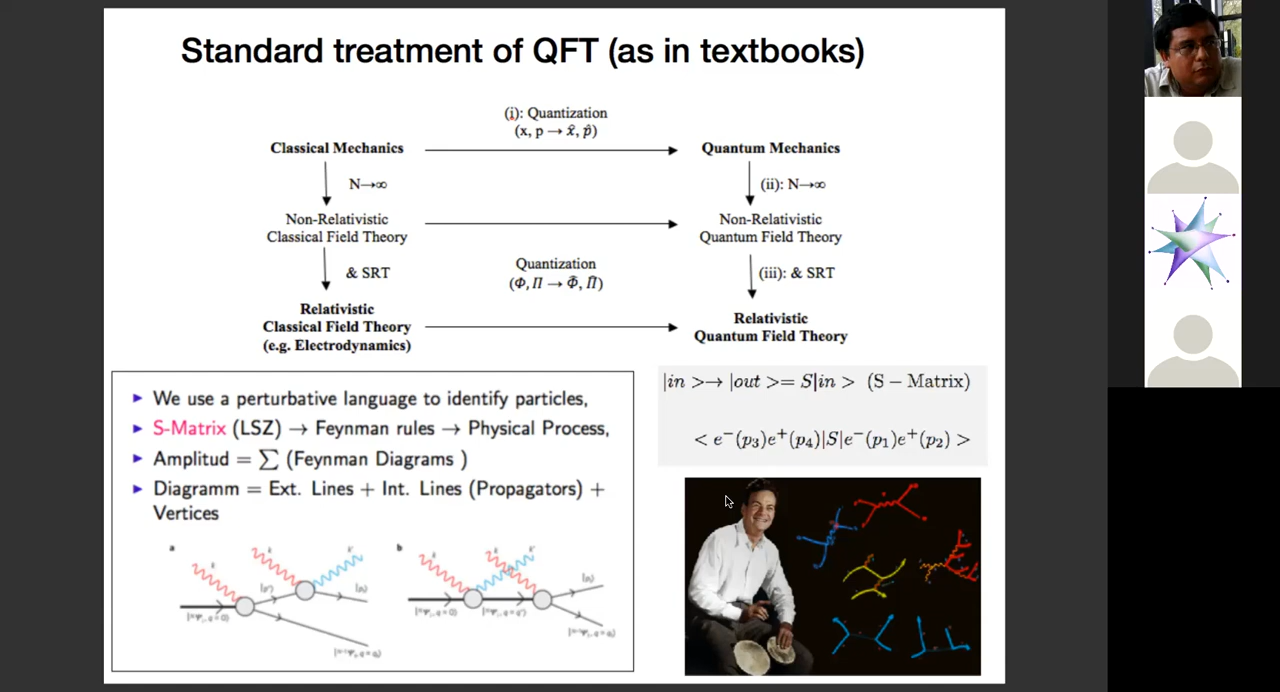 Standard treatment of QFT (as in textbooks)
(i): Quantization
(x, p → x̂, p̂)
Classical Mechanics
Quantum Mechanics
N→∞
(ii): N→∞
Non-Relativistic
Classical Field Theory
Non-Relativistic
Quantum Field Theory
& SRT
Quantization
(Φ, Π → Φ̂, Π̂)
(iii): & SRT
Relativistic
Classical Field Theory
(e.g. Electrodynamics)
Relativistic
Quantum Field Theory
We use a perturbative language to identify particles,
S-Matrix (LSZ) → Feynman rules → Physical Process,
Amplitud = ∑ (Feynman Diagrams )
Diagramm = Ext. Lines + Int. Lines (Propagators) +
Vertices
a
b
|in >→ |out >= S|in > (S − Matrix)
< e⁻(p₃)e⁺(p₄)|S|e⁻(p₁)e⁺(p₂) >